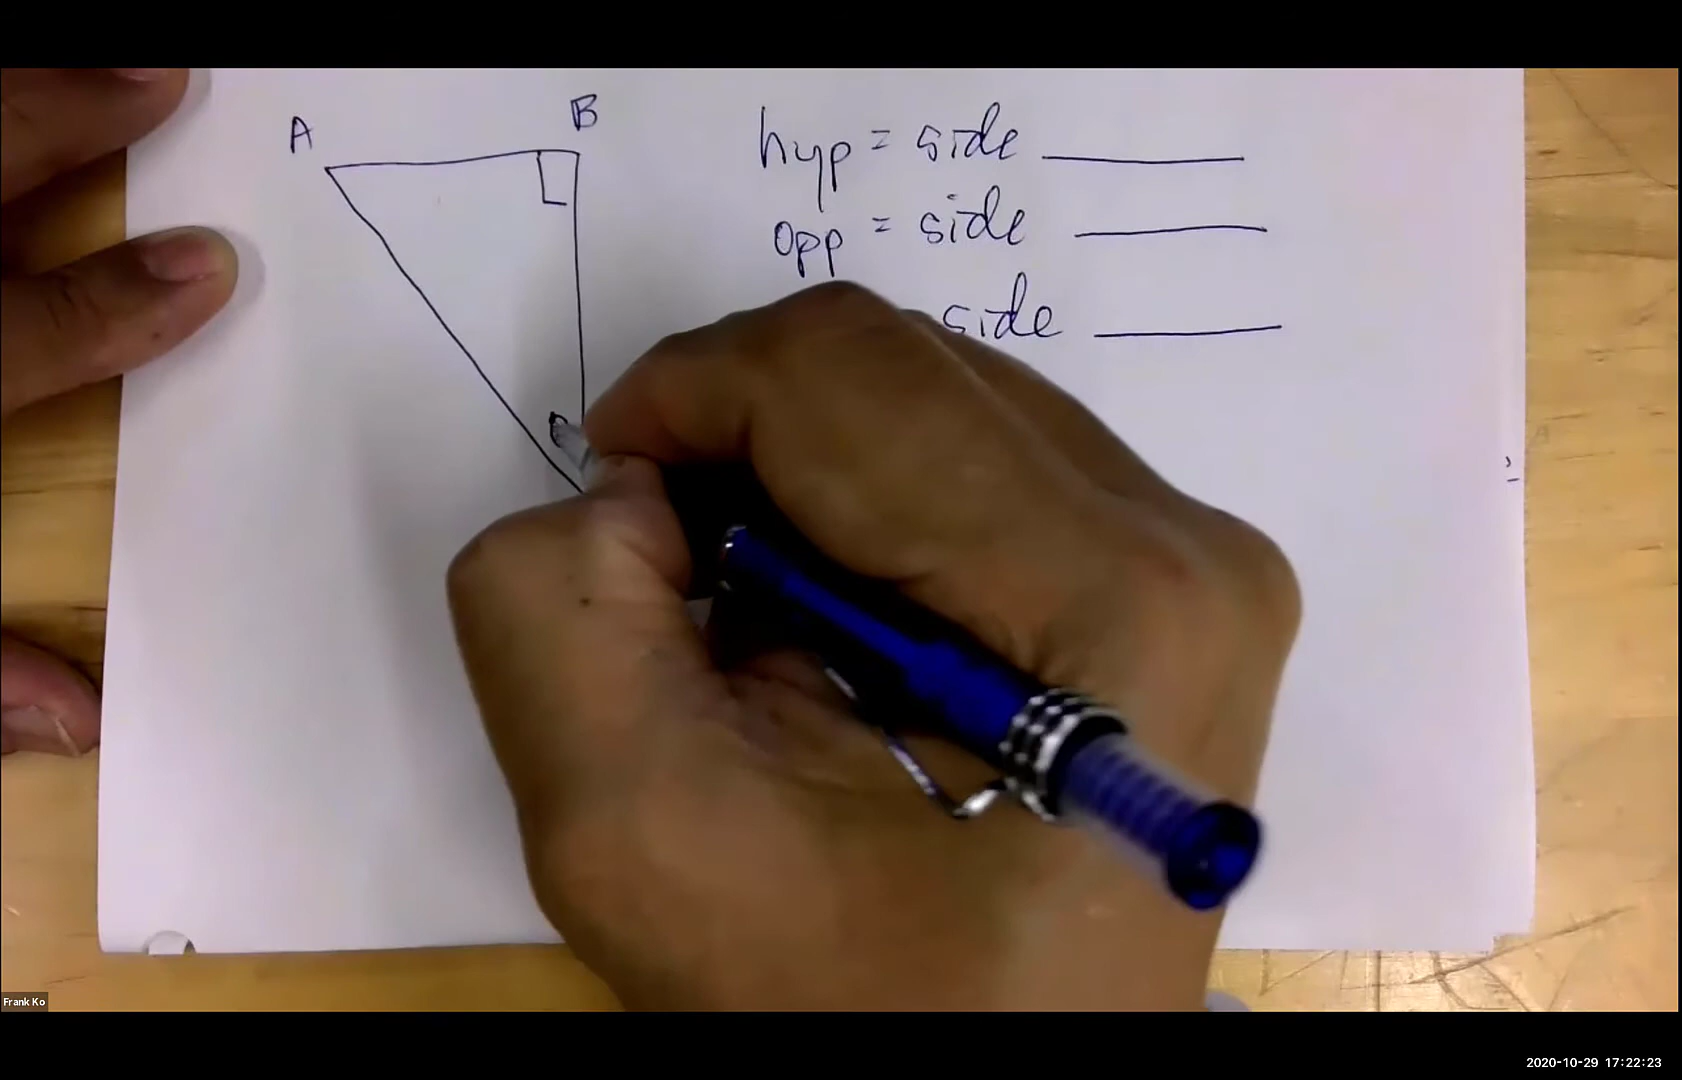 A
B
hyp = side
opp = side
side
Frank Ko
2020-10-29 17:22:23